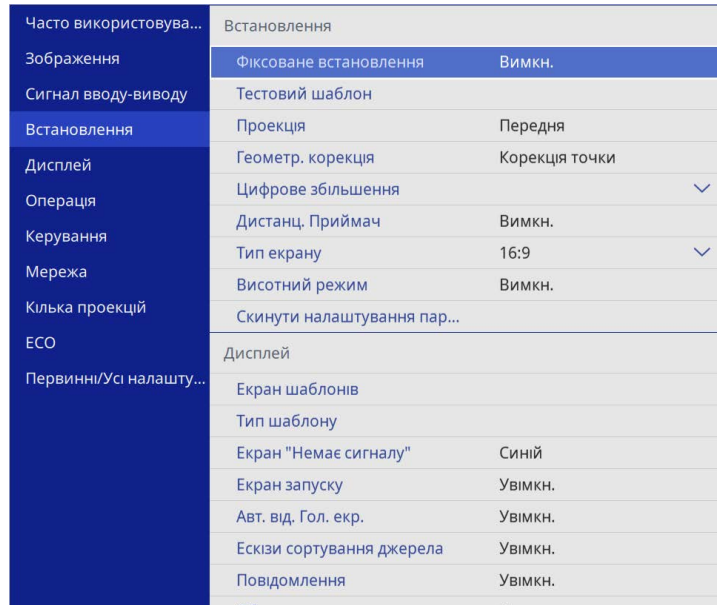 Часто використовува...
Зображення
Сигнал вводу-виводу
Встановлення
Дисплей
Операція
Керування
Мережа
Кілька проекцій
ECO
Первинні/Усі налашту...
Встановлення
Фіксоване встановлення Вимкн.
Тестовий шаблон
Проекція Передня
Геометр. корекція Корекція точки
Цифрове збільшення
Дистанц. Приймач Вимкн.
Тип екрану 16:9
Висотний режим Вимкн.
Скинути налаштування пар...
Дисплей
Екран шаблонів
Тип шаблону
Екран "Немає сигналу" Синій
Екран запуску Увімкн.
Авт. від. Гол. екр. Увімкн.
Ескізи сортування джерела Увімкн.
Повідомлення Увімкн.